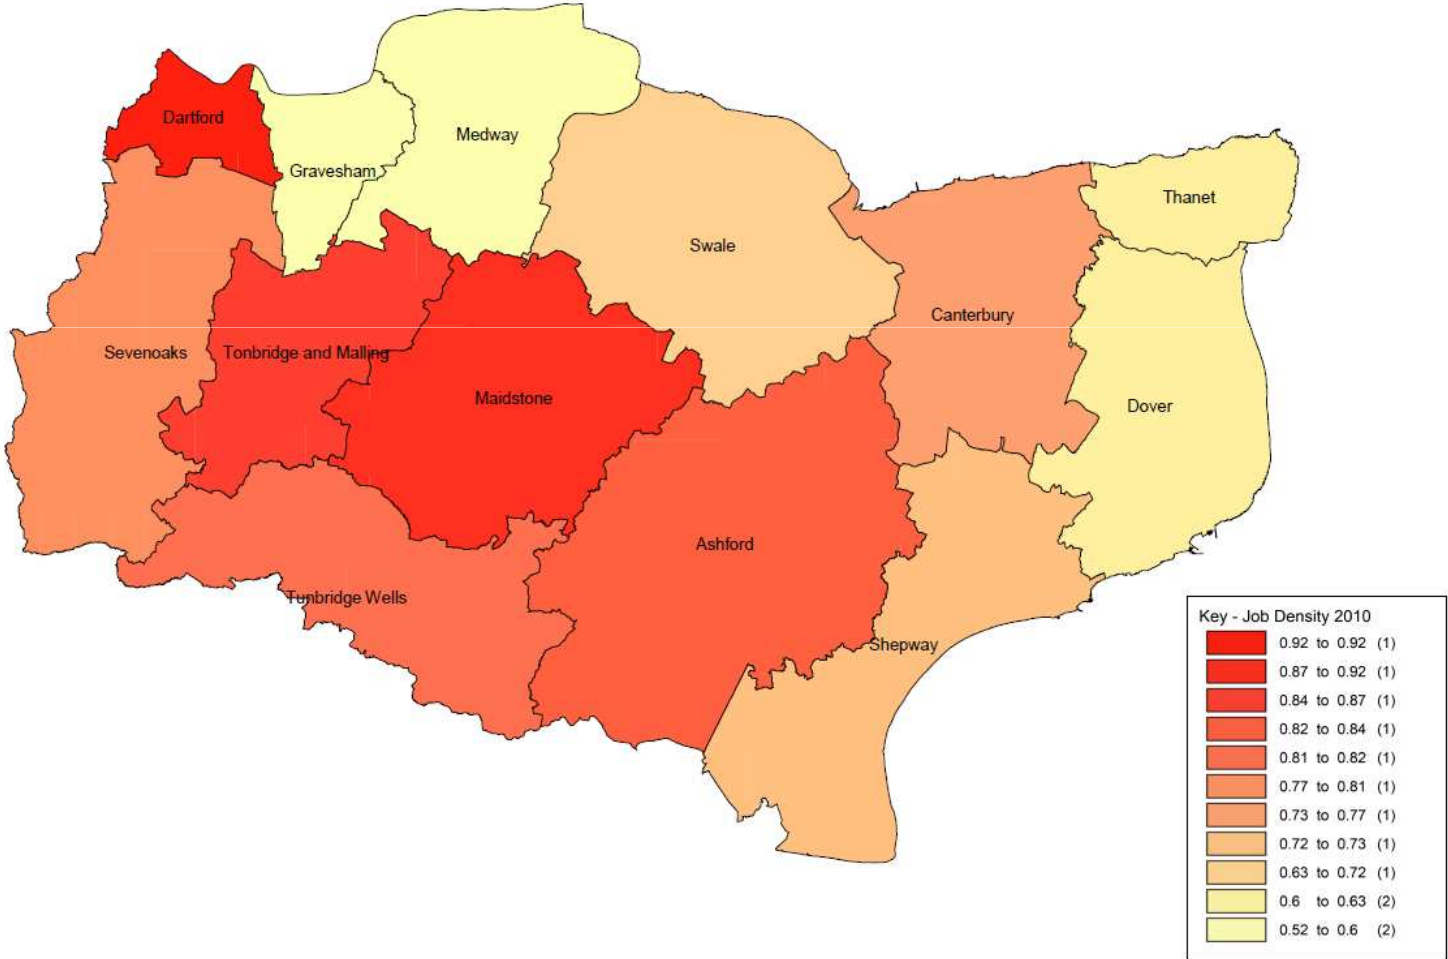 Dartford
Medway
Gravesham
Thanet
Swale
Canterbury
Sevenoaks
Tonbridge and Malling
Maidstone
Dover
Ashford
Tunbridge Wells
Shepway
Key - Job Density 2010
0.92 to 0.92 (1)
0.87 to 0.92 (1)
0.84 to 0.87 (1)
0.82 to 0.84 (1)
0.81 to 0.82 (1)
0.77 to 0.81 (1)
0.73 to 0.77 (1)
0.72 to 0.73 (1)
0.63 to 0.72 (1)
0.6 to 0.63 (2)
0.52 to 0.6 (2)